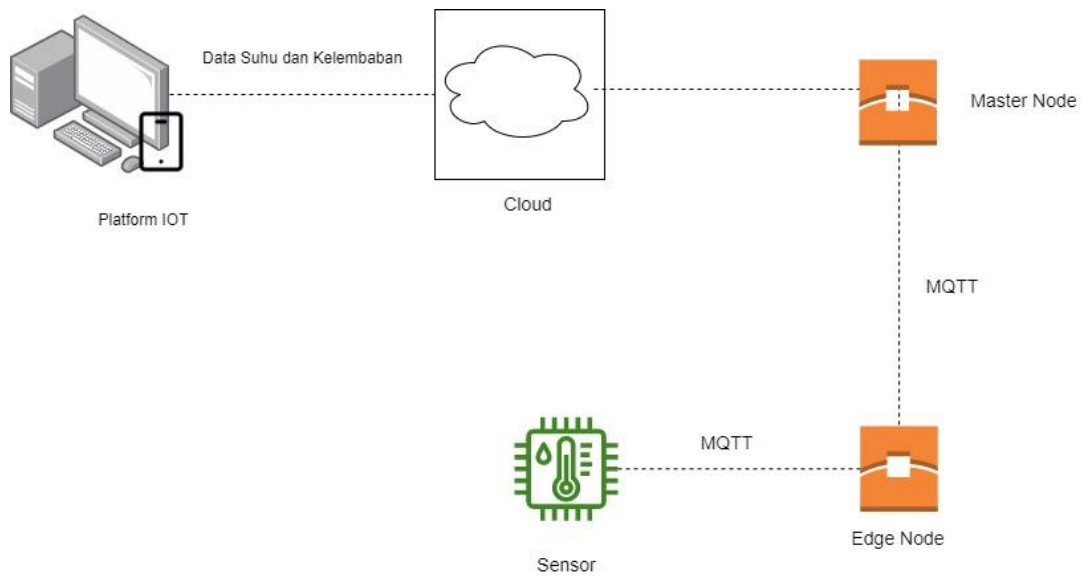 Data Suhu dan Kelembaban
Master Node
Cloud
Platform IOT
MQTT
MQTT
Edge Node
Sensor